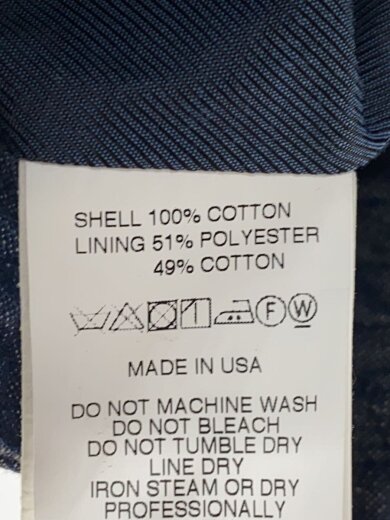 SHELL 100% COTTON
LINING 51% POLYESTER
49% COTTON
F W
MADE IN USA
DO NOT MACHINE WASH
DO NOT BLEACH
DO NOT TUMBLE DRY
LINE DRY
IRON STEAM OR DRY
PROFESSIONALLY